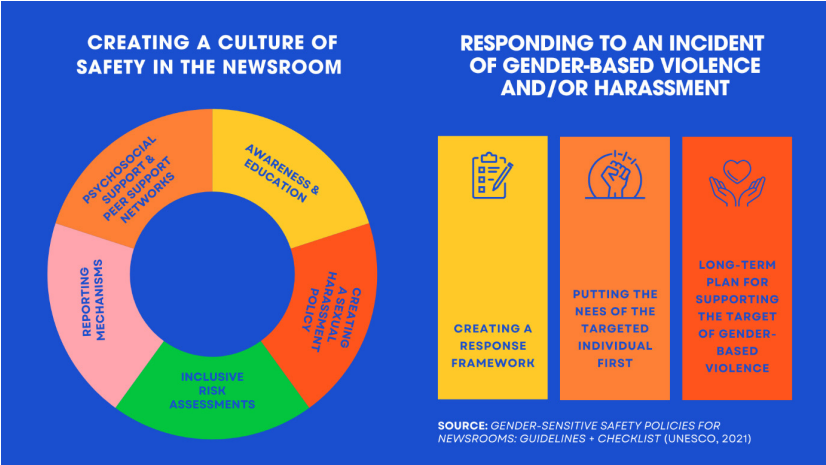 CREATING A CULTURE OF
SAFETY IN THE NEWSROOM
AWARENESS &
EDUCATION
CREATING
A SEXUAL
HARASSMENT
POLICY
INCLUSIVE
RISK
ASSESSMENTS
REPORTING
MECHANISMS
PSYCHOSOCIAL
SUPPORT &
PEER SUPPORT
NETWORKS
RESPONDING TO AN INCIDENT
OF GENDER-BASED VIOLENCE
AND/OR HARASSMENT
CREATING A
RESPONSE
FRAMEWORK
PUTTING THE
NEES OF THE
TARGETED
INDIVIDUAL
FIRST
LONG-TERM
PLAN FOR
SUPPORTING
THE TARGET
OF GENDER-
BASED
VIOLENCE
SOURCE: GENDER-SENSITIVE SAFETY POLICIES FOR
NEWSROOMS: GUIDELINES + CHECKLIST (UNESCO, 2021)